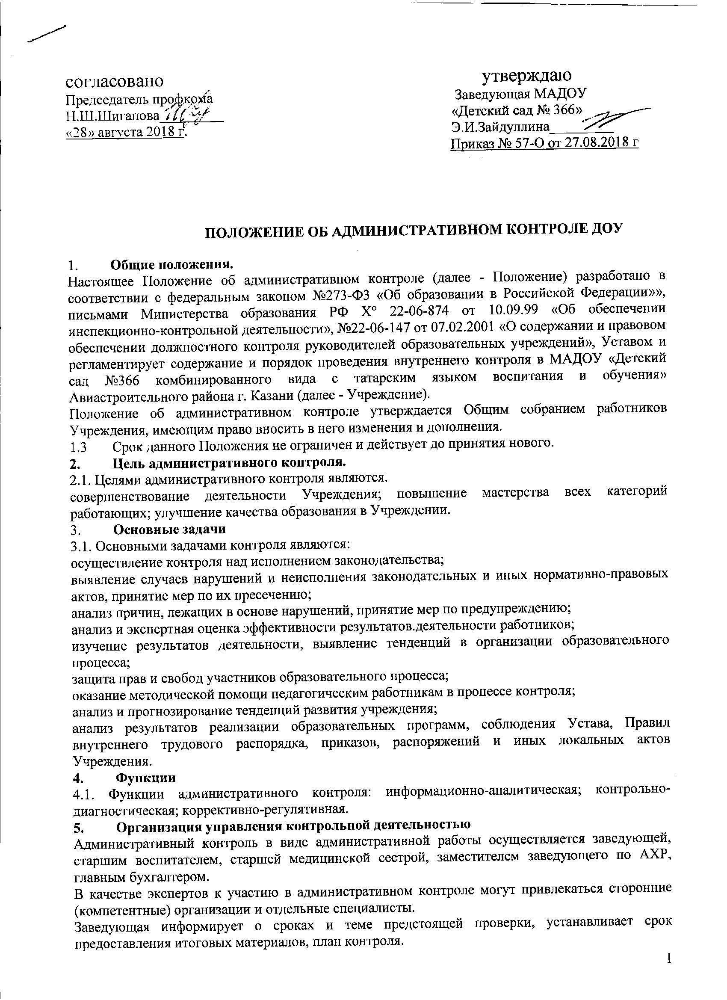 согласовано
Председатель профкома
Н.Ш.Шигапова
«28» августа 2018 г.
утверждаю
Заведующая МАДОУ
«Детский сад № 366»
Э.И.Зайдуллина
Приказ № 57-О от 27.08.2018 г
ПОЛОЖЕНИЕ ОБ АДМИНИСТРАТИВНОМ КОНТРОЛЕ ДОУ
1. Общие положения.
Настоящее Положение об административном контроле (далее - Положение) разработано в
соответствии с федеральным законом №273-ФЗ «Об образовании в Российской Федерации»»,
письмами Министерства образования РФ X° 22-06-874 от 10.09.99 «Об обеспечении
инспекционно-контрольной деятельности», №22-06-147 от 07.02.2001 «О содержании и правовом
обеспечении должностного контроля руководителей образовательных учреждений», Уставом и
регламентирует содержание и порядок проведения внутреннего контроля в МАДОУ «Детский
сад №366 комбинированного вида с татарским языком воспитания и обучения»
Авиастроительного района г. Казани (далее - Учреждение).
Положение об административном контроле утверждается Общим собранием работников
Учреждения, имеющим право вносить в него изменения и дополнения.
1.3 Срок данного Положения не ограничен и действует до принятия нового.
2. Цель административного контроля.
2.1. Целями административного контроля являются.
совершенствование деятельности Учреждения; повышение мастерства всех категорий
работающих; улучшение качества образования в Учреждении.
3. Основные задачи
3.1. Основными задачами контроля являются:
осуществление контроля над исполнением законодательства;
выявление случаев нарушений и неисполнения законодательных и иных нормативно-правовых
актов, принятие мер по их пресечению;
анализ причин, лежащих в основе нарушений, принятие мер по предупреждению;
анализ и экспертная оценка эффективности результатов.деятельности работников;
изучение результатов деятельности, выявление тенденций в организации образовательного
процесса;
защита прав и свобод участников образовательного процесса;
оказание методической помощи педагогическим работникам в процессе контроля;
анализ и прогнозирование тенденций развития учреждения;
анализ результатов реализации образовательных программ, соблюдения Устава, Правил
внутреннего трудового распорядка, приказов, распоряжений и иных локальных актов
Учреждения.
4. Функции
4.1. Функции административного контроля: информационно-аналитическая; контрольно-
диагностическая; коррективно-регулятивная.
5. Организация управления контрольной деятельностью
Административный контроль в виде административной работы осуществляется заведующей,
старшим воспитателем, старшей медицинской сестрой, заместителем заведующего по АХР,
главным бухгалтером.
В качестве экспертов к участию в административном контроле могут привлекаться сторонние
(компетентные) организации и отдельные специалисты.
Заведующая информирует о сроках и теме предстоящей проверки, устанавливает срок
предоставления итоговых материалов, план контроля.
1